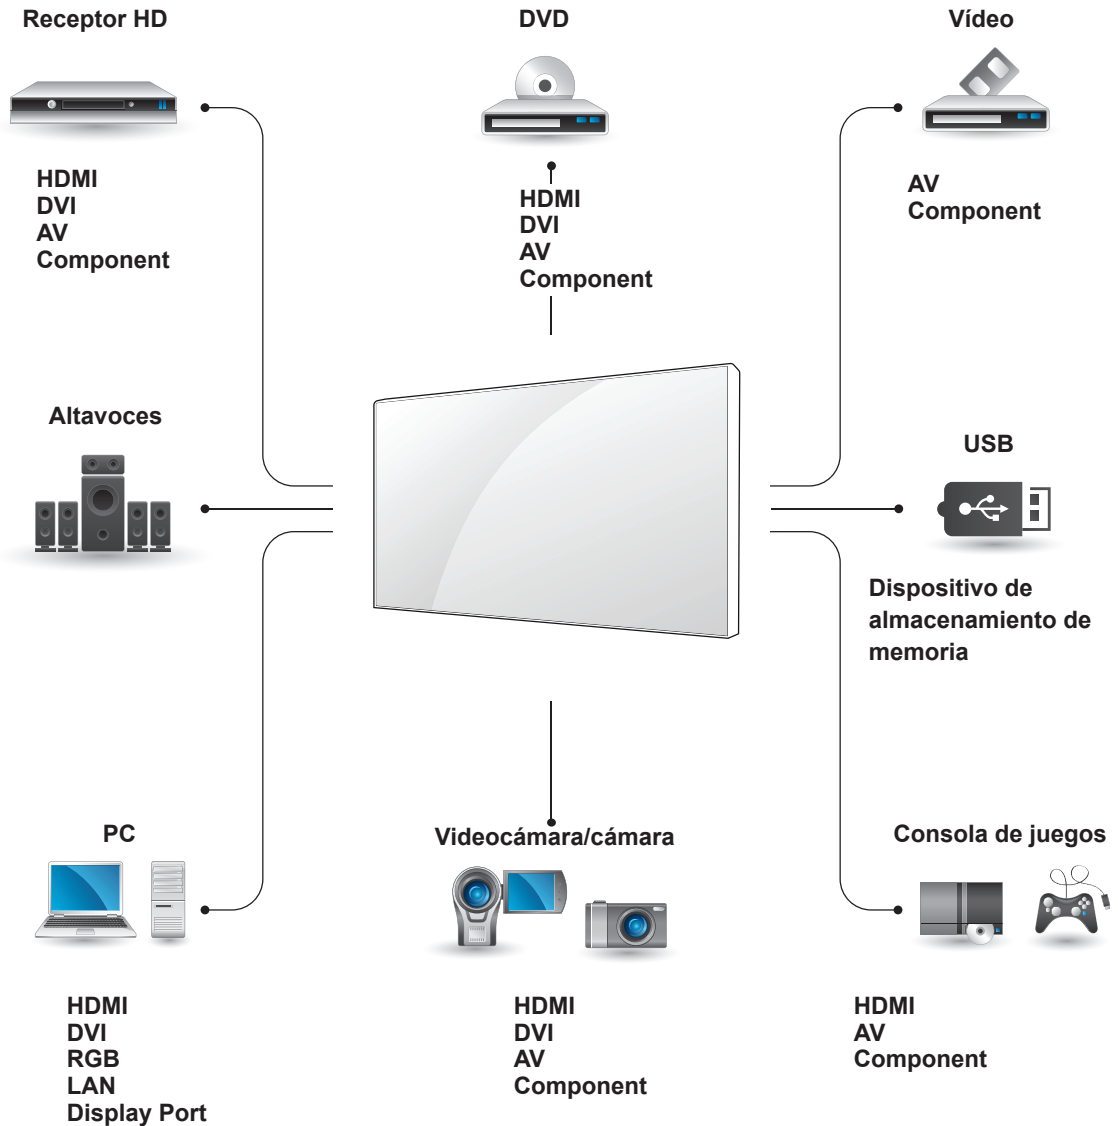 Receptor HD
HDMI
DVI
AV
Component
DVD
HDMI
DVI
AV
Component
Vídeo
AV
Component
Altavoces
USB
Dispositivo de
almacenamiento de
memoria
PC
HDMI
DVI
RGB
LAN
Display Port
Videocámara/cámara
HDMI
DVI
AV
Component
Consola de juegos
HDMI
AV
Component